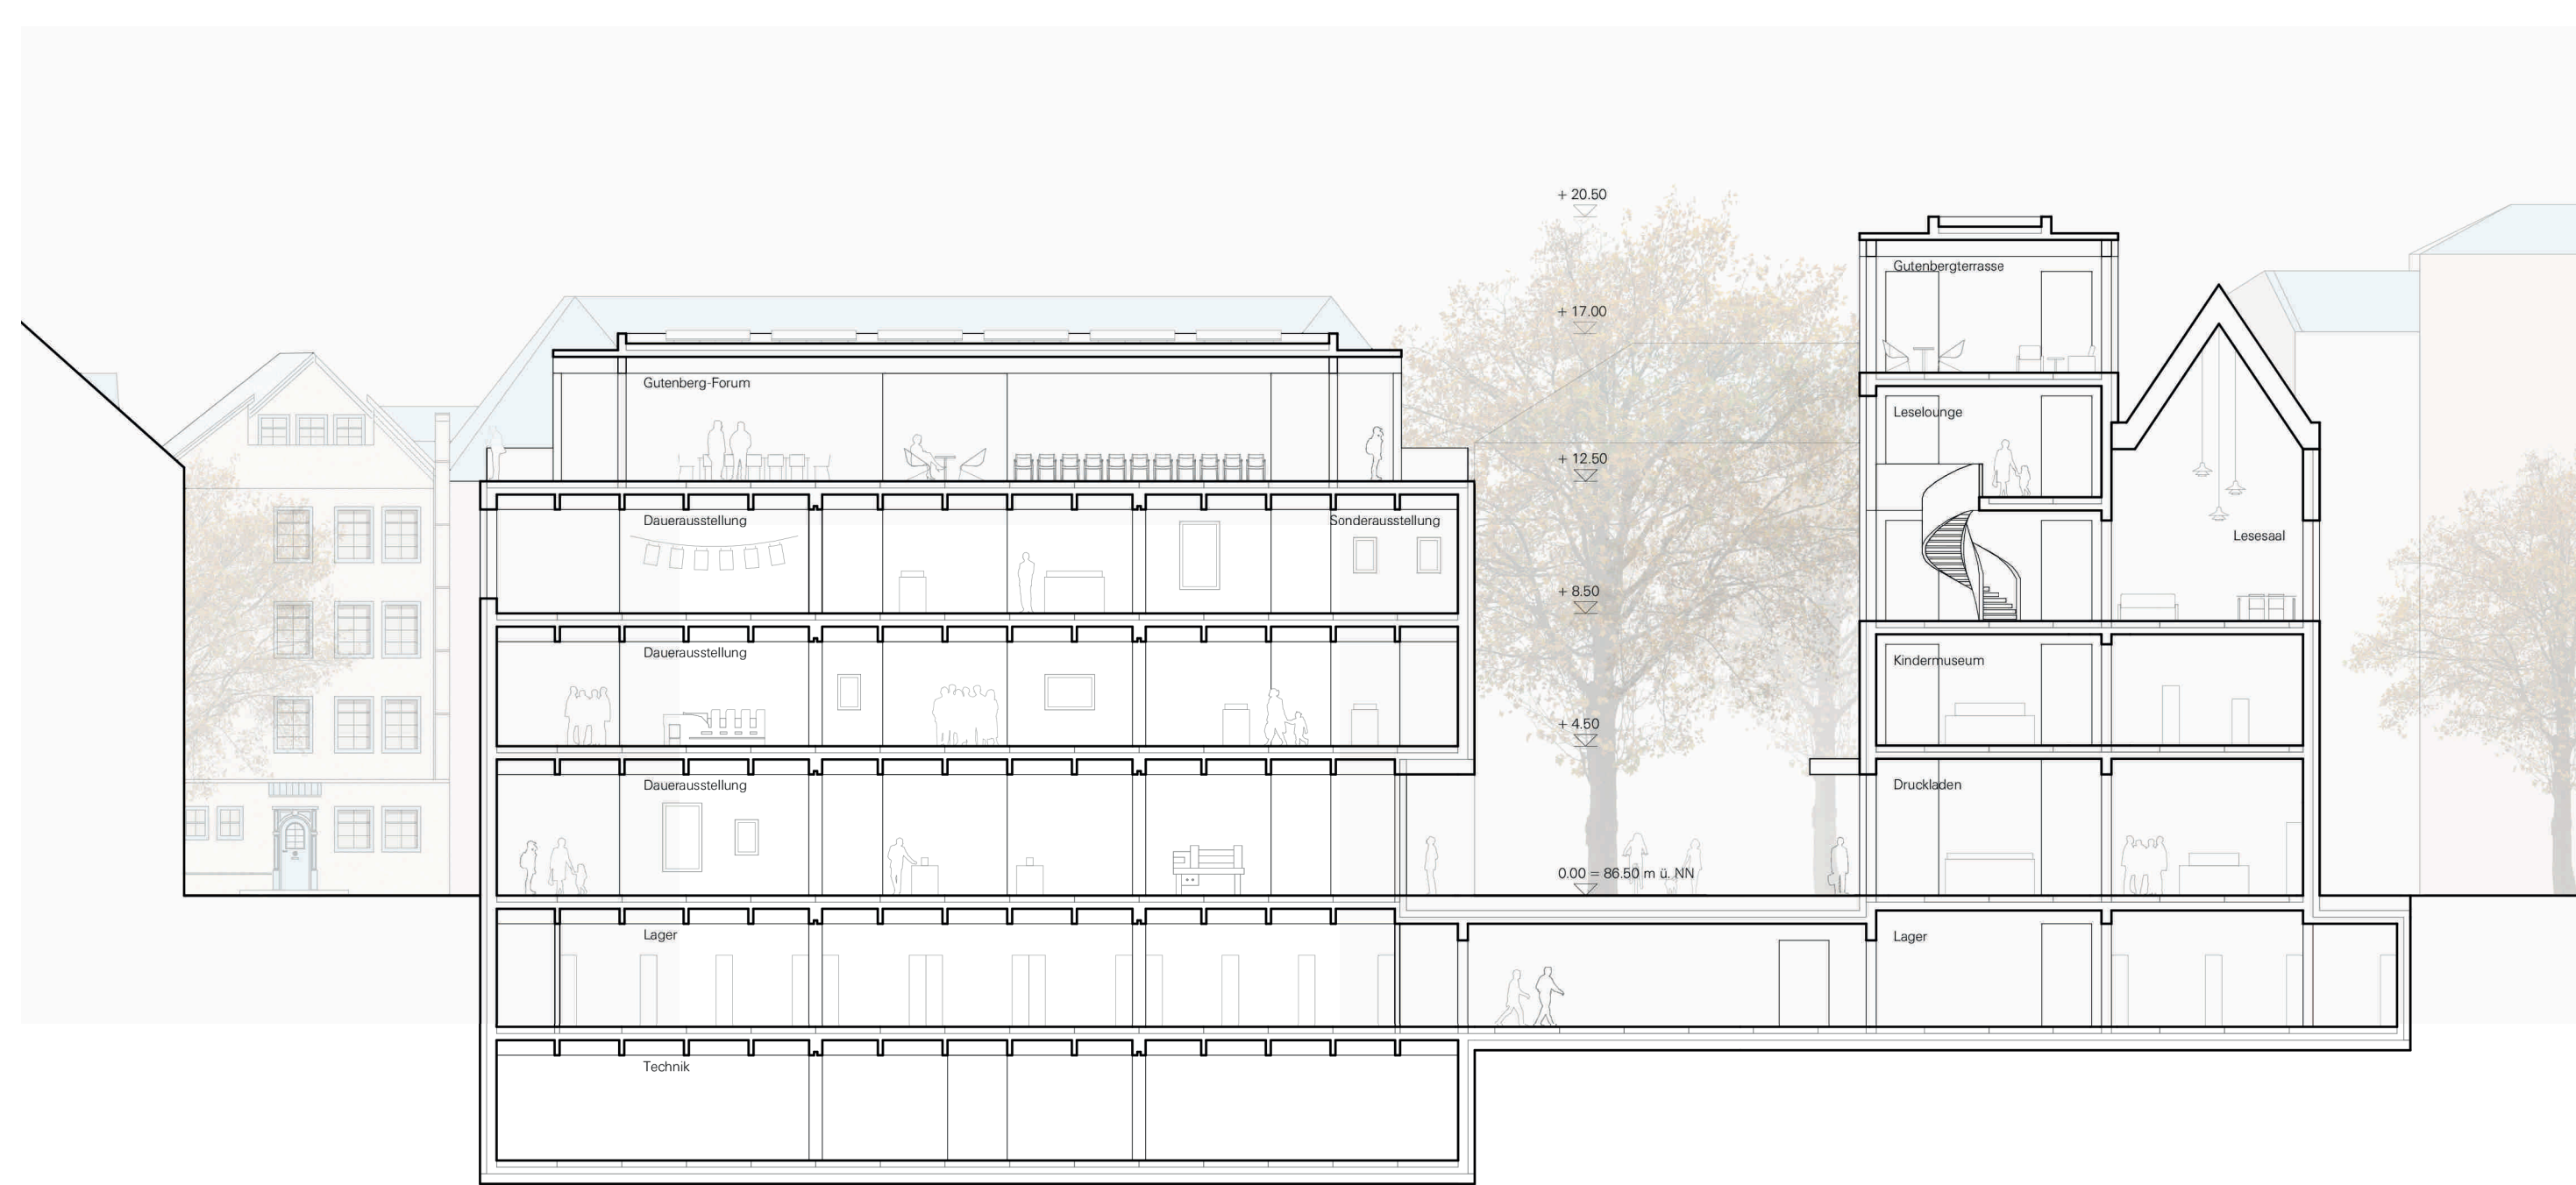 + 20.50
Gutenbergterrasse
+ 17.00
Gutenberg-Forum
Leselounge
+ 12.50
Dauerausstellung
Sonderausstellung
Lesesaal
+ 8.50
Dauerausstellung
Kindermuseum
+ 4.50
Dauerausstellung
Druckladen
0.00 = 86.50 m ü. NN
Lager
Lager
Technik